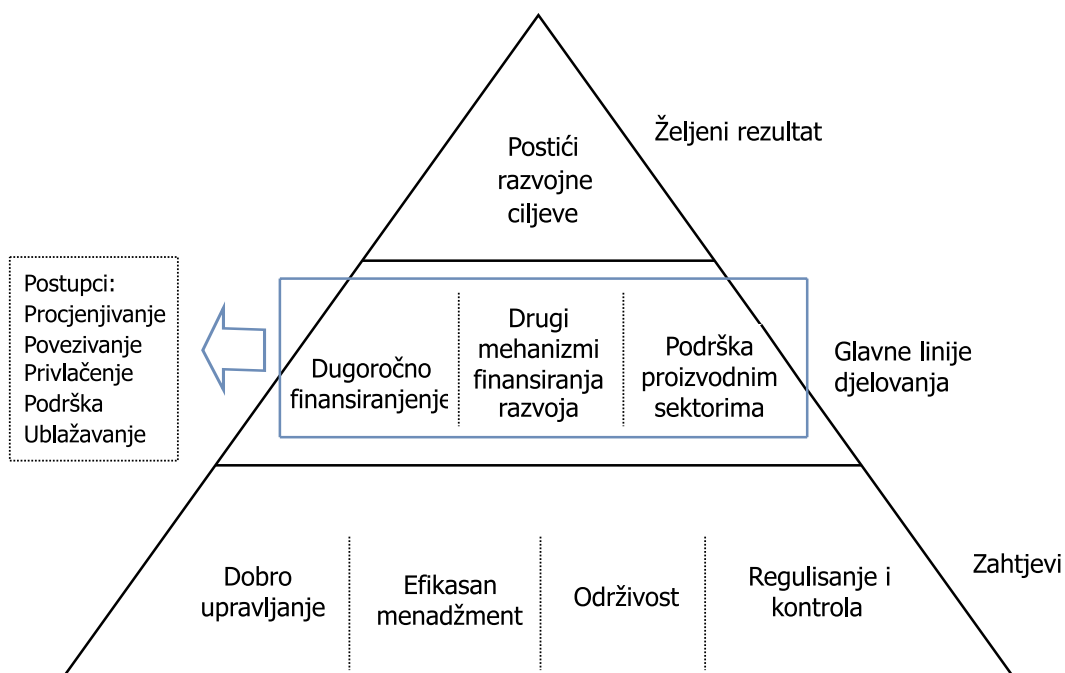 Postići
razvojne
ciljeve
Željeni rezultat
Postupci:
Procjenjivanje
Povezivanje
Privlačenje
Podrška
Ublažavanje
Dugoročno
finansiranjenje
Drugi
mehanizmi
finansiranja
razvoja
Podrška
proizvodnim
sektorima
Glavne linije
djelovanja
Dobro
upravljanje
Efikasan
menadžment
Održivost
Regulisanje i
kontrola
Zahtjevi